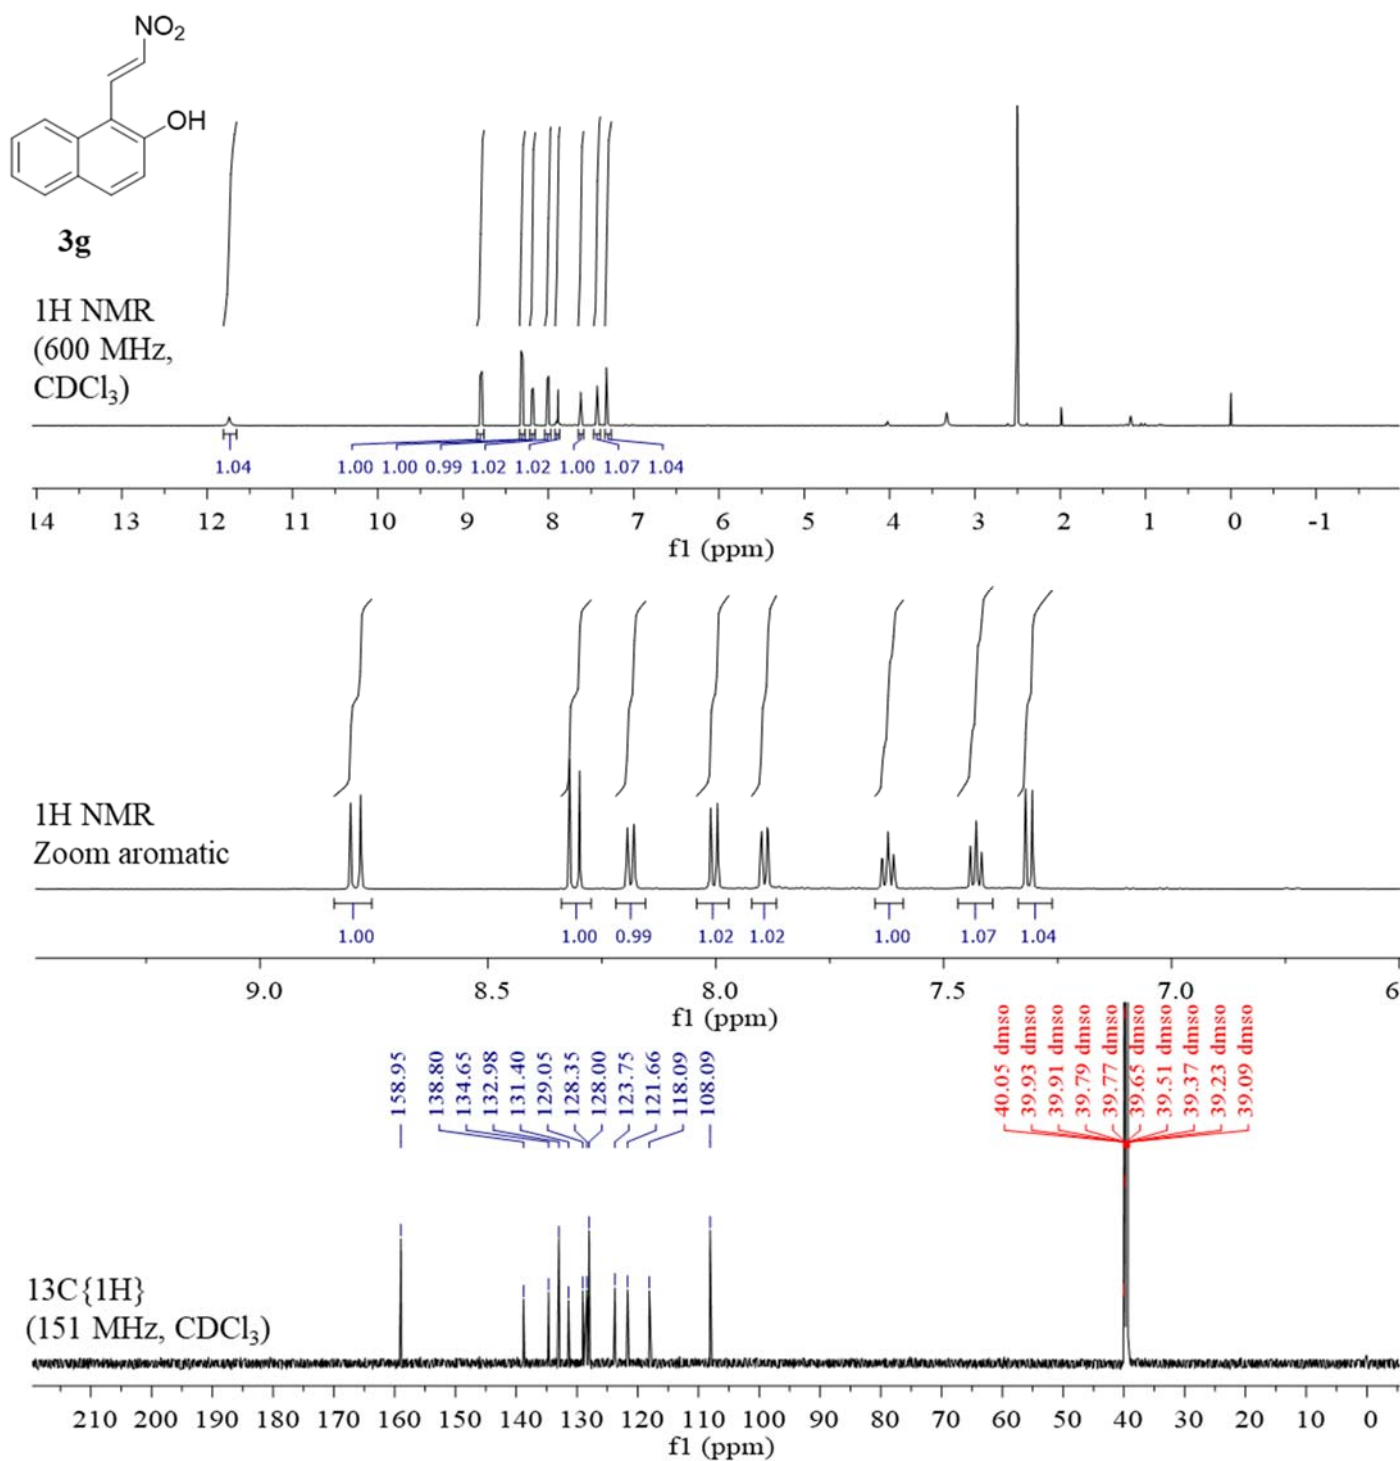 NO₂
OH
3g
1H NMR
(600 MHz,
CDCl₃)
1.04
1.00 1.00 0.99 1.02 1.02 1.00 1.07 1.04
14 13 12 11 10 9 8 7 6 5 4 3 2 1 0 -1
f1 (ppm)
1H NMR
Zoom aromatic
1.00 1.00 0.99 1.02 1.02 1.00 1.07 1.04
9.0 8.5 8.0 7.5 7.0 6
f1 (ppm)
158.95
138.80
134.65
132.98
131.40
129.05
128.35
128.00
123.75
121.66
118.09
108.09
40.05 dmso
39.93 dmso
39.91 dmso
39.79 dmso
39.77 dmso
39.65 dmso
39.51 dmso
39.37 dmso
39.23 dmso
39.09 dmso
13C{1H}
(151 MHz, CDCl₃)
210 200 190 180 170 160 150 140 130 120 110 100 90 80 70 60 50 40 30 20 10 0
f1 (ppm)